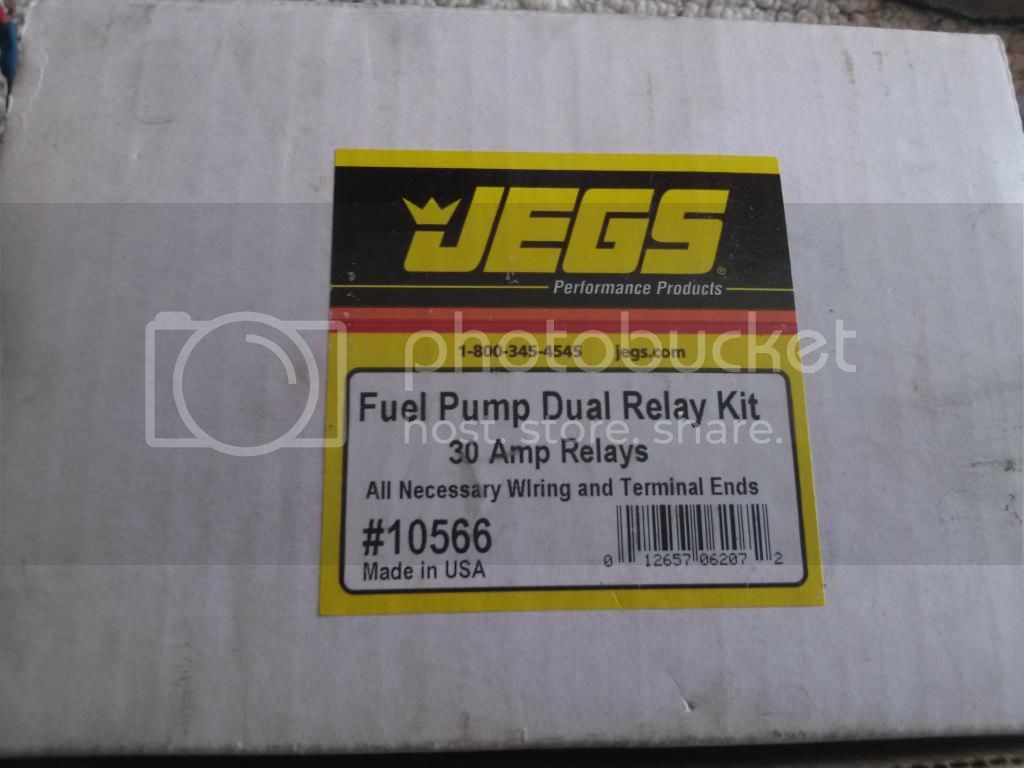 JEGS®
Performance Products
1-800-345-4545 jegs.com
photobucket
Fuel Pump Dual Relay Kit
host. store. share.
30 Amp Relays
All Necessary WIring and Terminal Ends
#10566
Made in USA
0 12657 06207 2